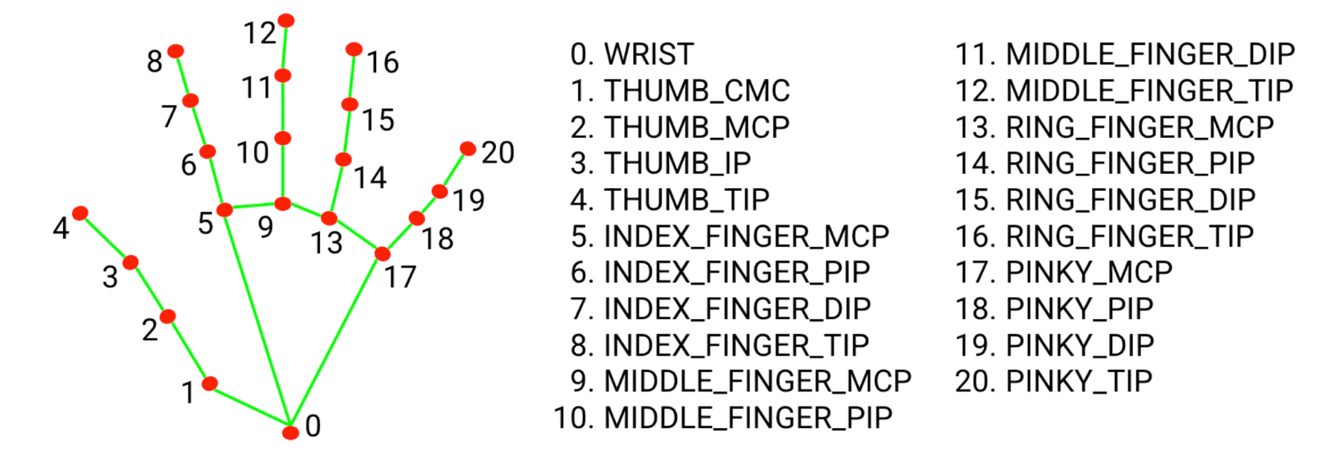 12
8
16
11
7
15
10
6
14
20
4
5
9
19
13
18
3
17
2
1
0
0. WRIST
1. THUMB_CMC
2. THUMB_MCP
3. THUMB_IP
4. THUMB_TIP
5. INDEX_FINGER_MCP
6. INDEX_FINGER_PIP
7. INDEX_FINGER_DIP
8. INDEX_FINGER_TIP
9. MIDDLE_FINGER_MCP
10. MIDDLE_FINGER_PIP
11. MIDDLE_FINGER_DIP
12. MIDDLE_FINGER_TIP
13. RING_FINGER_MCP
14. RING_FINGER_PIP
15. RING_FINGER_DIP
16. RING_FINGER_TIP
17. PINKY_MCP
18. PINKY_PIP
19. PINKY_DIP
20. PINKY_TIP